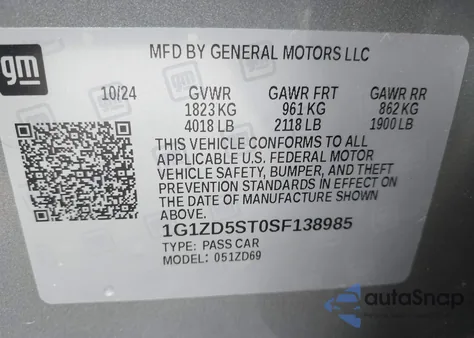 gm
MFD BY GENERAL MOTORS LLC
10/24 GVWR GAWR FRT GAWR RR
1823 KG 961 KG 862 KG
4018 LB 2118 LB 1900 LB
THIS VEHICLE CONFORMS TO ALL
APPLICABLE U.S. FEDERAL MOTOR
VEHICLE SAFETY, BUMPER, AND THEFT
PREVENTION STANDARDS IN EFFECT ON
THE DATE OF MANUFACTURE SHOWN
ABOVE.
1G1ZD5ST0SF138985
TYPE: PASS CAR
MODEL: 051ZD69
autoSnap